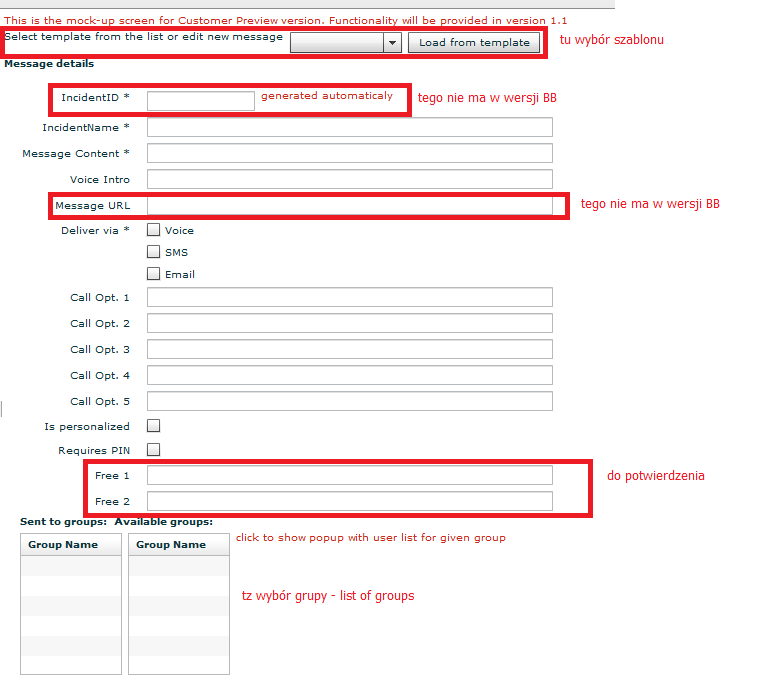 This is the mock-up screen for Customer Preview version. Functionality will be provided in version 1.1
Select template from the list or edit new message Load from template tu wybór szablonu
Message details
IncidentID * generated automaticaly tego nie ma w wersji BB
IncidentName *
Message Content *
Voice Intro
Message URL tego nie ma w wersji BB
Deliver via * Voice
SMS
Email
Call Opt. 1
Call Opt. 2
Call Opt. 3
Call Opt. 4
Call Opt. 5
Is personalized
Requires PIN
Free 1 do potwierdzenia
Free 2
Sent to groups: Available groups:
click to show popup with user list for given group
Group Name Group Name
tz wybór grupy - list of groups